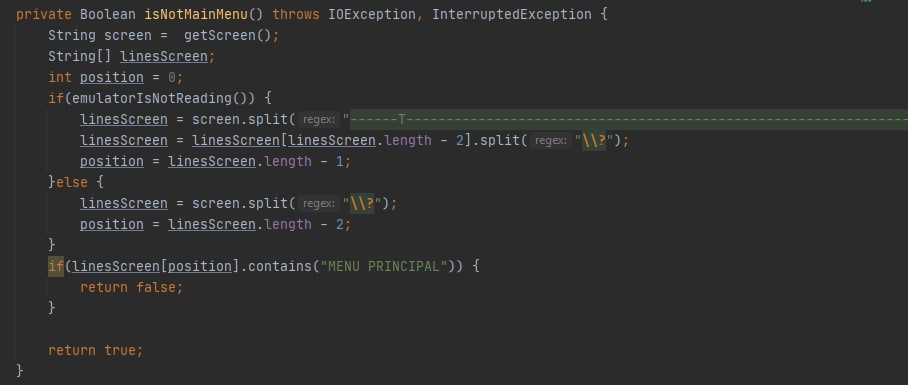 private Boolean isNotMainMenu() throws IOException, InterruptedException {
String screen =  getScreen();
String[] linesScreen;
int position = 0;
if(emulatorIsNotReading()) {
linesScreen = screen.split( regex: "------T---------------------------------------------------------------
linesScreen = linesScreen[linesScreen.length - 2].split( regex: "\\?");
position = linesScreen.length - 1;
}else {
linesScreen = screen.split( regex: "\\?");
position = linesScreen.length - 2;
}
if(linesScreen[position].contains("MENU PRINCIPAL")) {
return false;
}
return true;
}